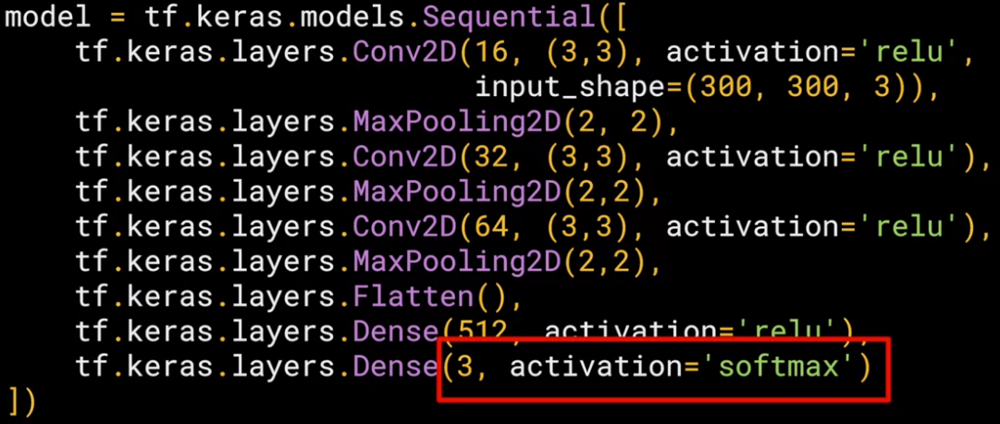 model = tf.keras.models.Sequential([
    tf.keras.layers.Conv2D(16, (3,3), activation='relu',
                           input_shape=(300, 300, 3)),
    tf.keras.layers.MaxPooling2D(2, 2),
    tf.keras.layers.Conv2D(32, (3,3), activation='relu'),
    tf.keras.layers.MaxPooling2D(2,2),
    tf.keras.layers.Conv2D(64, (3,3), activation='relu'),
    tf.keras.layers.MaxPooling2D(2,2),
    tf.keras.layers.Flatten(),
    tf.keras.layers.Dense(512, activation='relu'),
    tf.keras.layers.Dense(3, activation='softmax')
])